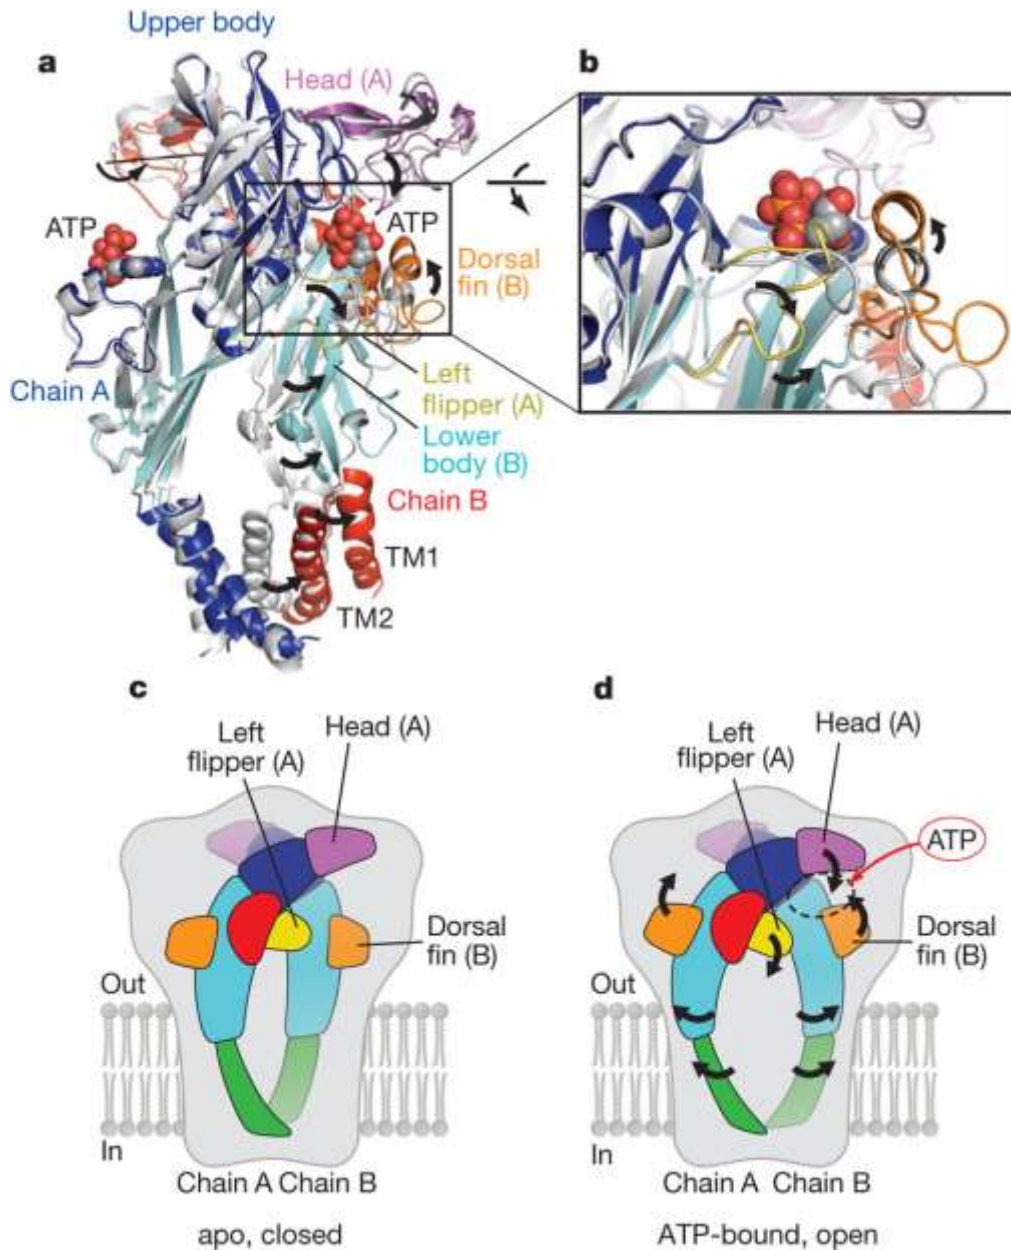 Upper body
a
Head (A)
b
ATP
ATP
Dorsal
fin (B)
Chain A
Left
flipper (A)
Lower
body (B)
Chain B
TM1
TM2
c
d
Left
flipper (A)
Head (A)
Left
flipper (A)
Head (A)
ATP
Dorsal
fin (B)
Dorsal
fin (B)
Out
Out
In
In
Chain A Chain B
Chain A Chain B
apo, closed
ATP-bound, open